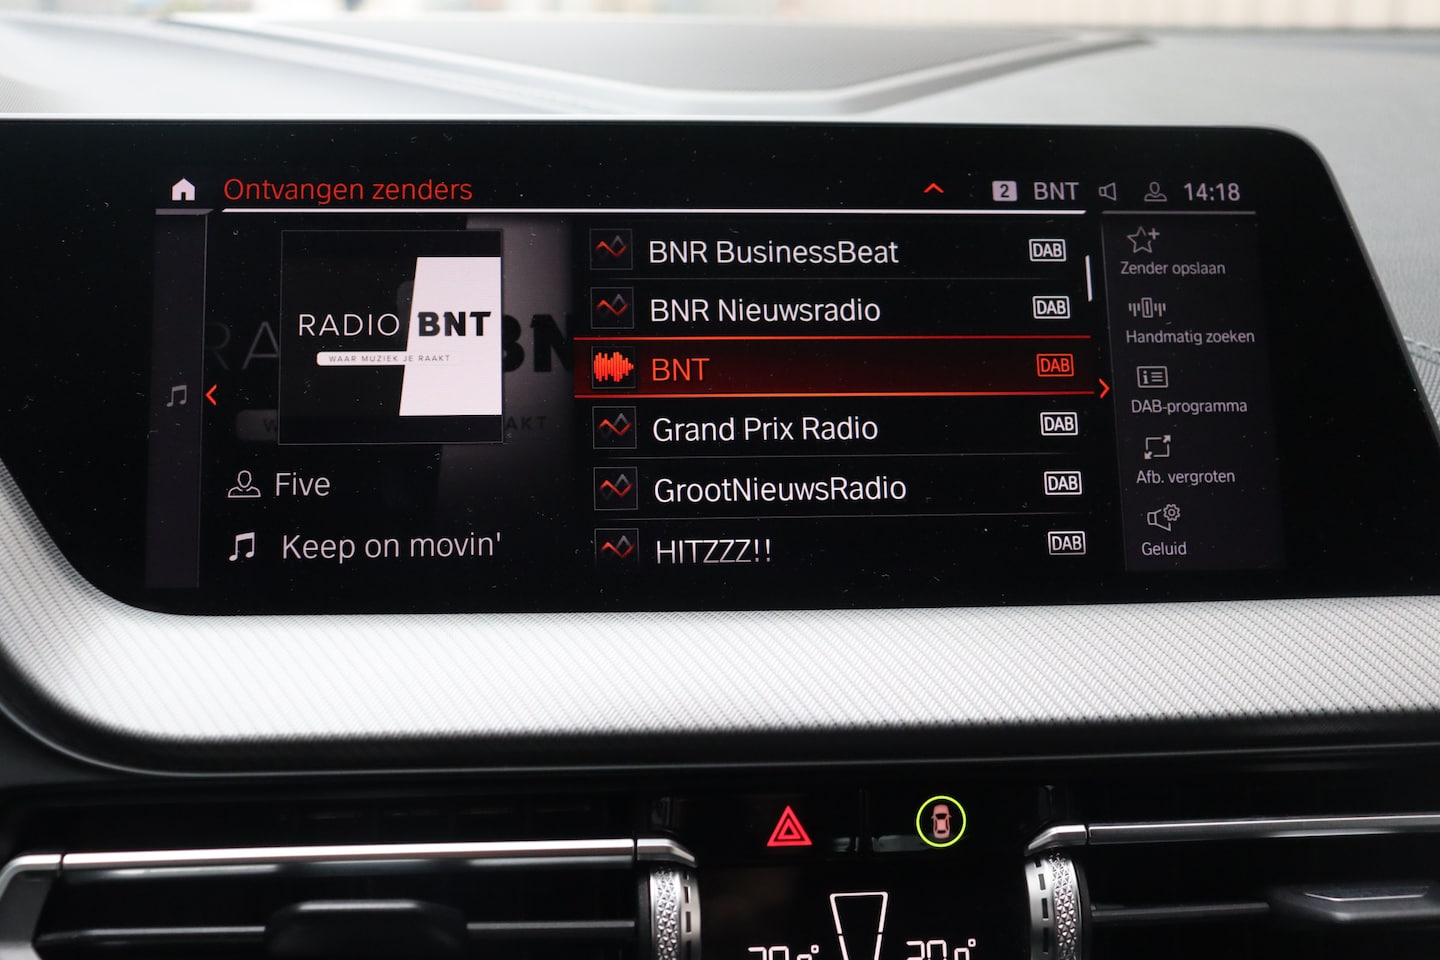 Ontvangen zenders
2 BNT 14:18
RADIO BNT
WAAR MUZIEK JE RAAKT
Five
Keep on movin'
BNR BusinessBeat DAB
BNR Nieuwsradio DAB
BNT DAB
Grand Prix Radio DAB
GrootNieuwsRadio DAB
HITZZZ!! DAB
Zender opslaan
Handmatig zoeken
DAB-programma
Afb. vergroten
Geluid